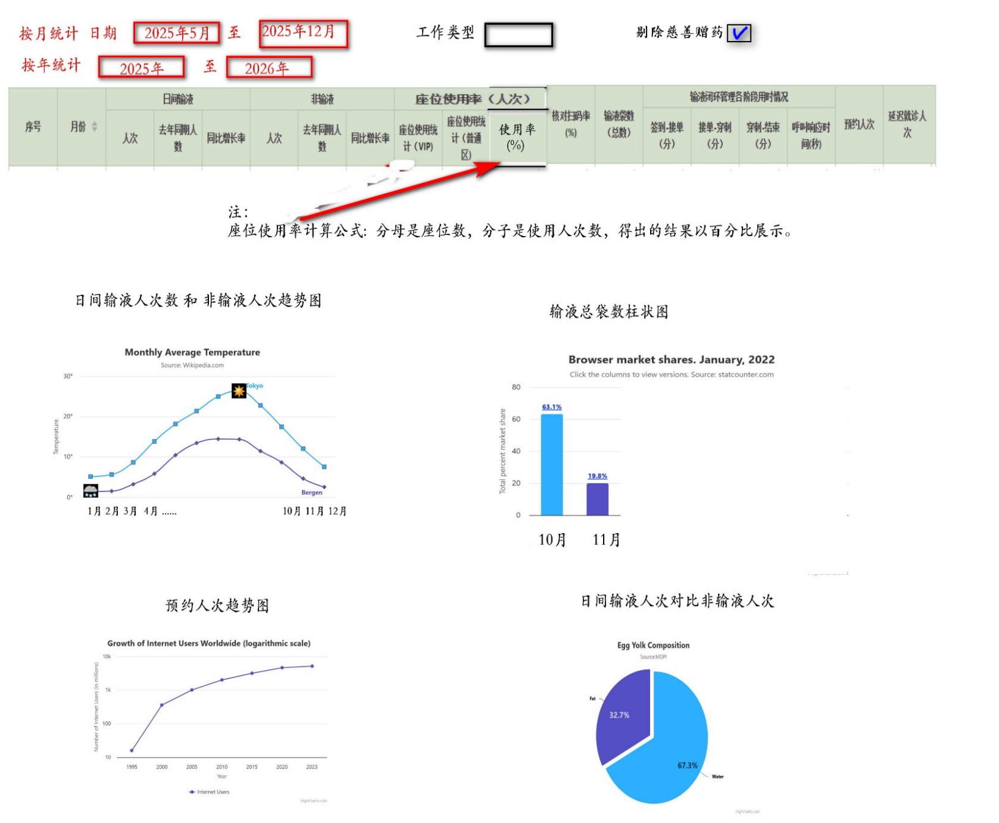 按月统计 日期 2025年5月 至 2025年12月 工作类型 剔除慈善赠药
按年统计 2025年 至 2026年
序号 月份 日间输液 非输液 座位使用率（人次） 核对扫码率(%) 输液袋数（总数） 输液闭环管理各阶段用时情况 预约人次 延迟就诊人次
人次 去年同期人数 同比增长率 人次 去年同期人数 同比增长率 座位使用统计（VIP） 座位使用统计（普通区） 使用率(%) 签到-接单（分） 接单-穿刺（分） 穿刺-结束（分） 呼叫响应时间(秒)
注：
座位使用率计算公式：分母是座位数，分子是使用人次数，得出的结果以百分比展示。
日间输液人次数 和 非输液人次趋势图
输液总袋数柱状图
Monthly Average Temperature
Source: Wikipedia.com
30°
20°
10°
0°
Temperature
Tokyo
Bergen
1月 2月 3月 4月 ...... 10月 11月 12月
Browser market shares. January, 2022
Click the columns to view versions. Source: statcounter.com
80
60
40
20
0
Total percent market share
63.1%
19.8%
10月 11月
预约人次趋势图
日间输液人次对比非输液人次
Growth of Internet Users Worldwide (logarithmic scale)
10k
1k
100
10
Number of Internet Users (in millions)
1995 2000 2005 2010 2015 2020 2023
Year
Internet Users
Highcharts.com
Egg Yolk Composition
Source:MDPI
Fat
32.7%
67.3%
Water
Highcharts.com